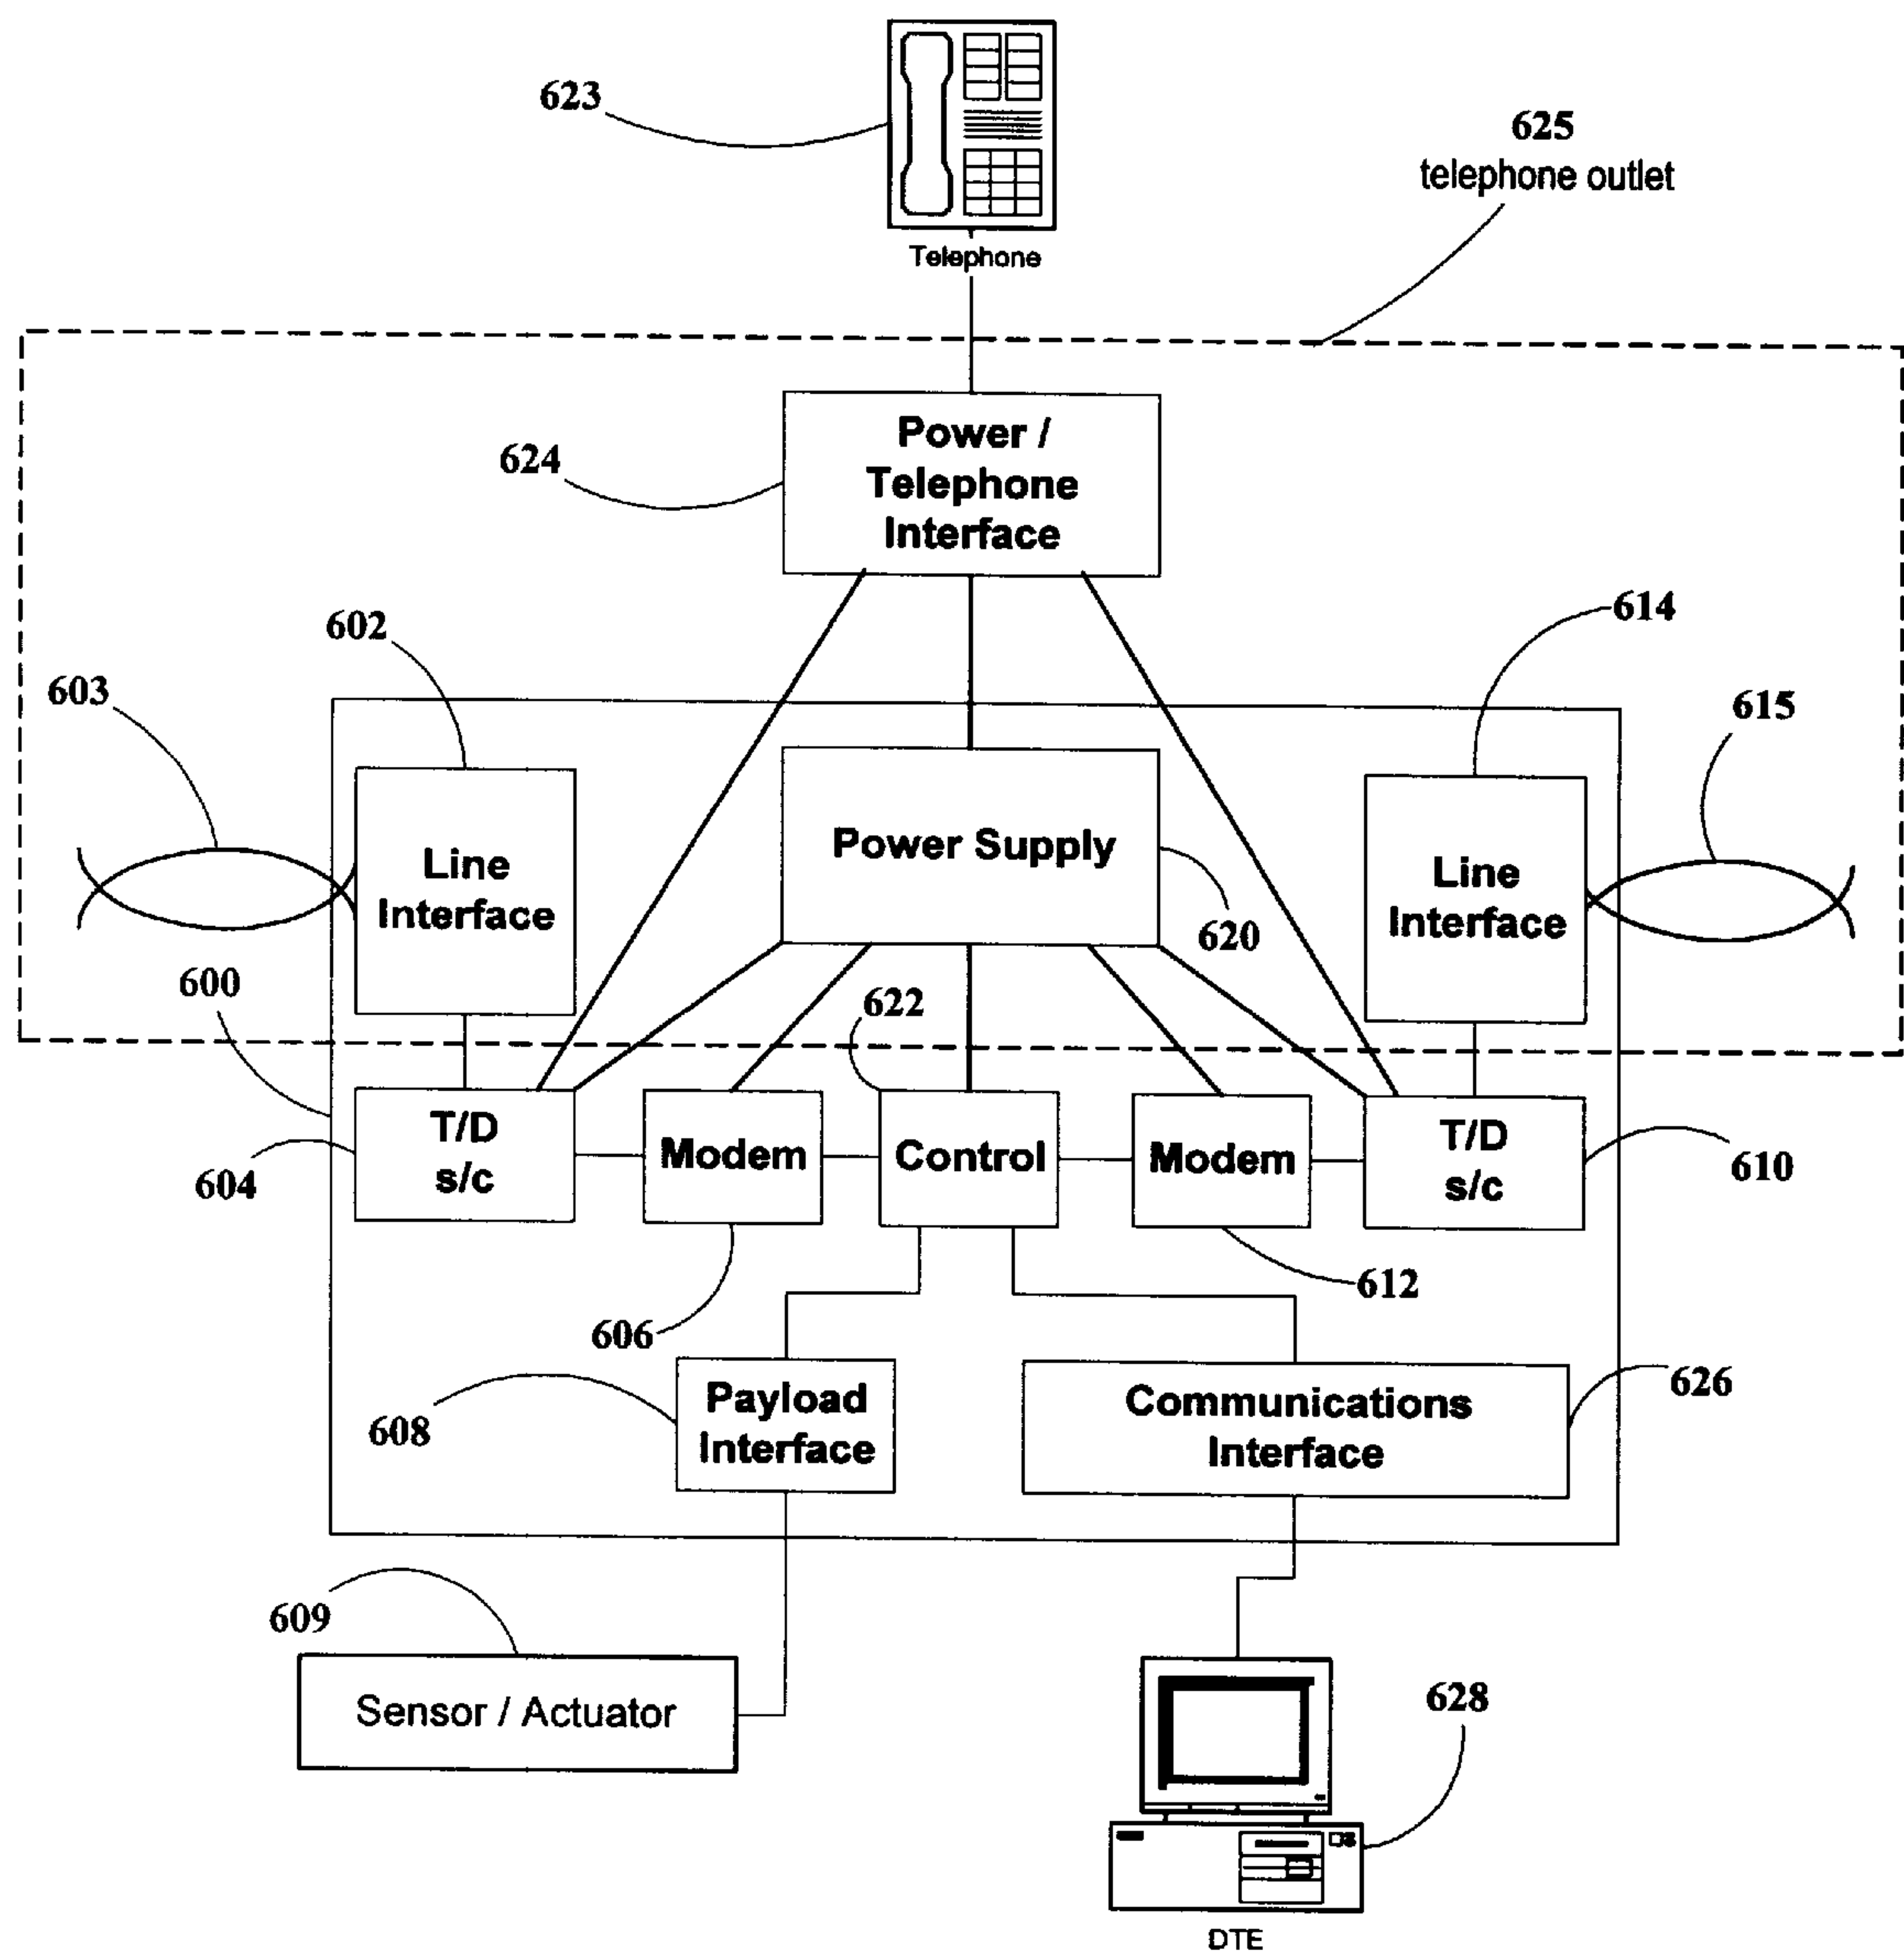 623
Telephone
625
telephone outlet
Power /
Telephone
Interface
624
602
614
603
615
Line
Interface
Power Supply
Line
Interface
620
600
622
T/D
s/c
Modem
Control
Modem
T/D
s/c
604
610
606
612
Payload
Interface
608
Communications
Interface
626
609
Sensor / Actuator
628
DTE